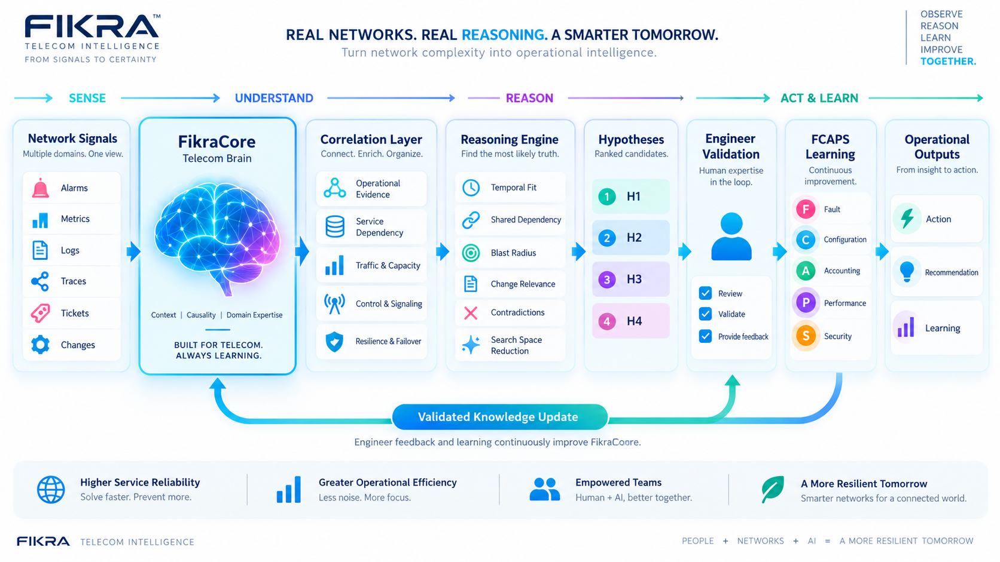 FIKRA™
TELECOM INTELLIGENCE
FROM SIGNALS TO CERTAINTY
REAL NETWORKS. REAL REASONING. A SMARTER TOMORROW.
Turn network complexity into operational intelligence.
OBSERVE
REASON
LEARN
IMPROVE
TOGETHER.
SENSE
UNDERSTAND
REASON
ACT & LEARN
Network Signals
Multiple domains. One view.
Alarms
Metrics
Logs
Traces
Tickets
Changes
FikraCore
Telecom Brain
Context | Causality | Domain Expertise
BUILT FOR TELECOM.
ALWAYS LEARNING.
Correlation Layer
Connect. Enrich. Organize.
Operational
Evidence
Service
Dependency
Traffic & Capacity
Control & Signaling
Resilience & Failover
Reasoning Engine
Find the most likely truth.
Temporal Fit
Shared Dependency
Blast Radius
Change Relevance
Contradictions
Search Space
Reduction
Hypotheses
Ranked candidates.
1 H1
2 H2
3 H3
4 H4
Engineer
Validation
Human expertise
in the loop.
Review
Validate
Provide feedback
FCAPS
Learning
Continuous
improvement.
F Fault
C Configuration
A Accounting
P Performance
S Security
Operational
Outputs
From insight to action.
Action
Recommendation
Learning
Validated Knowledge Update
Engineer feedback and learning continuously improve FikraCoore.
Higher Service Reliability
Solve faster. Prevent more.
Greater Operational Efficiency
Less noise. More focus.
Empowered Teams
Human + AI, better together.
A More Resilient Tomorrow
Smarter networks for a connected world.
FIKRA TELECOM INTELLIGENCE
PEOPLE + NETWORKS + AI = A MORE RESILIENT TOMORROW